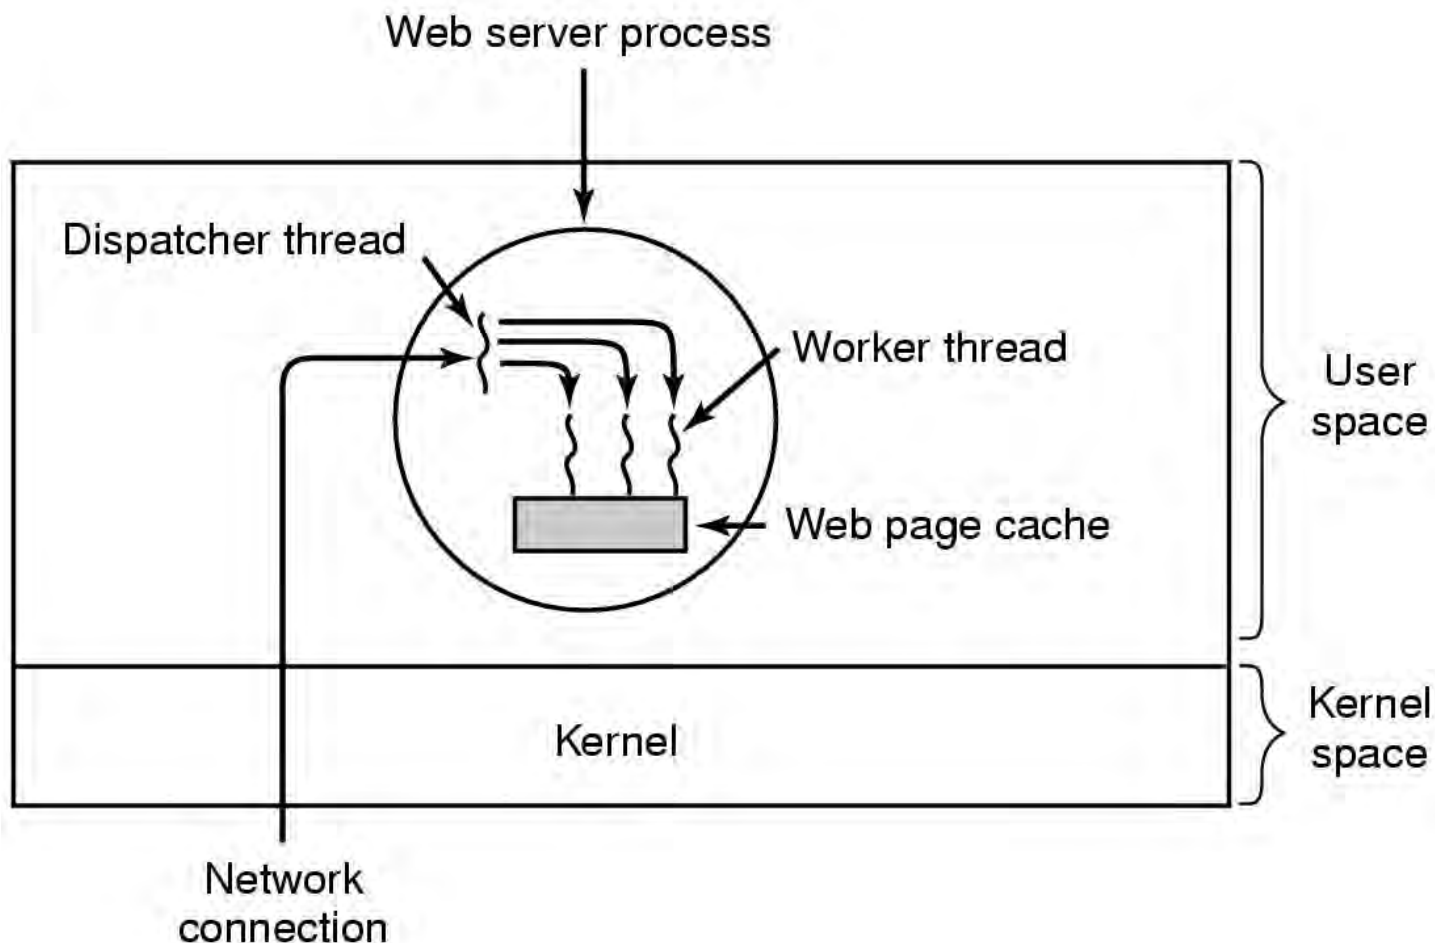 Web server process
Dispatcher thread
Worker thread
User
space
Web page cache
Kernel
Kernel
space
Network
connection